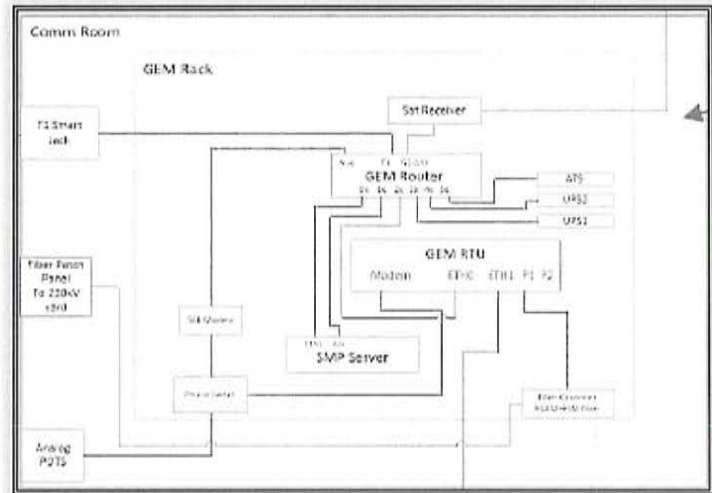 Comm Room
GEM Rack
Sat Receiver
T1 Smart
Jack
T1
GEM Router
ATS
UPS2
UPS1
GEM RTU
Modem ETH0 ETH1 P1 P2
Fiber Patch
Panel
To 230kV
yard
SMP Server
Analog
POTS